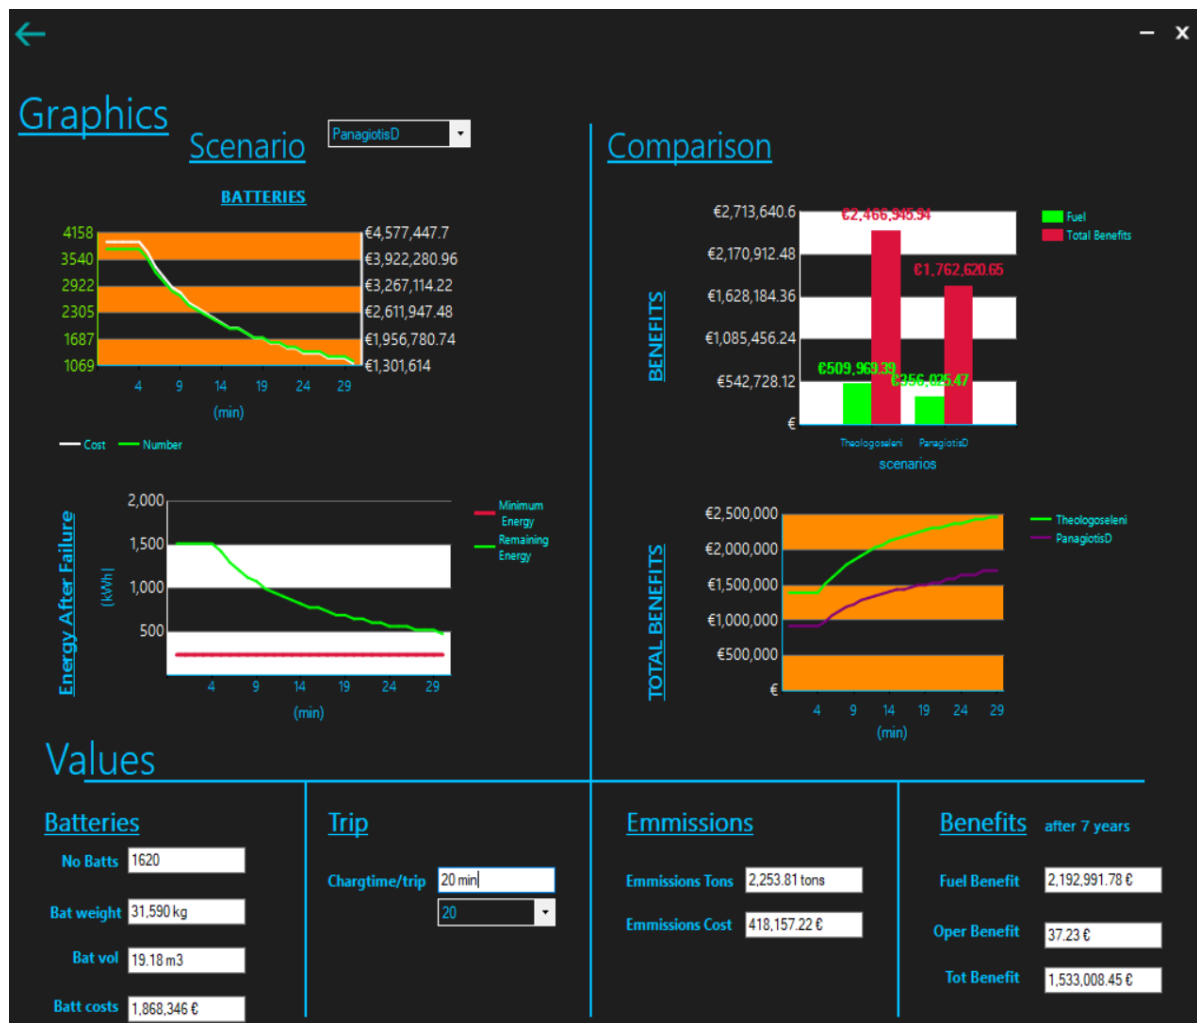 Graphics
Scenario
PanagiotisD
Comparison
BATTERIES
4158
3540
2922
2305
1687
1069
€4,577,447.7
€3,922,280.96
€3,267,114.22
€2,611,947.48
€1,956,780.74
€1,301,614
4 9 14 19 24 29
(min)
Cost Number
BENEFITS
€2,713,640.6
€2,170,912.48
€1,628,184.36
€1,085,456.24
€542,728.12
€
€2,466,945.94
€1,762,620.65
€509,969.39
€356,025.47
Fuel
Total Benefits
Theologoseleni PanagiotisD
scenarios
Energy After Failure
(kWh)
2,000
1,500
1,000
500
4 9 14 19 24 29
(min)
Minimum
Energy
Remaining
Energy
TOTAL BENEFITS
€2,500,000
€2,000,000
€1,500,000
€1,000,000
€500,000
€
4 9 14 19 24 29
(min)
Theologoseleni
PanagiotisD
Values
Batteries
No Batts 1620
Bat weight 31,590 kg
Bat vol 19.18 m3
Batt costs 1,868,346 €
Trip
Chargtime/trip 20 min
20
Emmissions
Emmissions Tons 2,253.81 tons
Emmissions Cost 418,157.22 €
Benefits after 7 years
Fuel Benefit 2,192,991.78 €
Oper Benefit 37.23 €
Tot Benefit 1,533,008.45 €